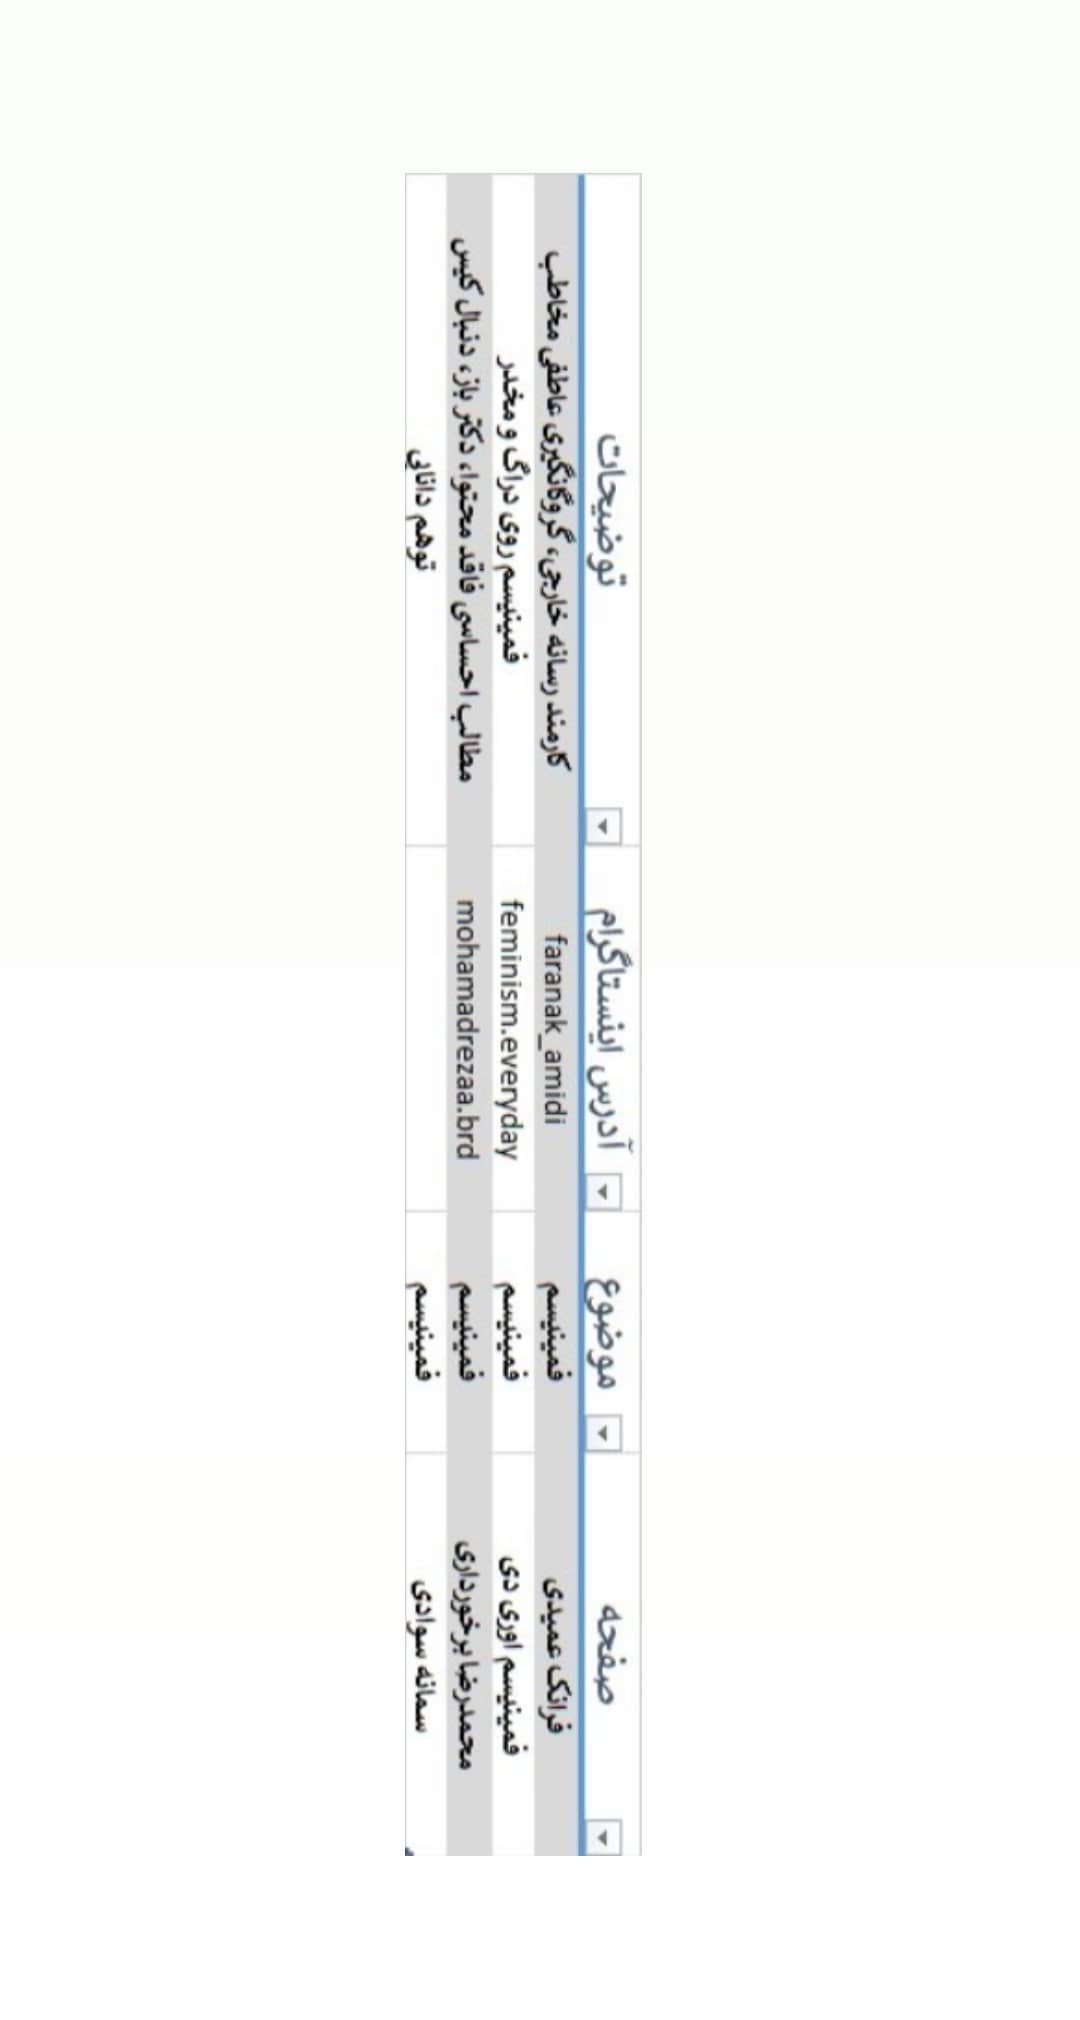 صفحه موضوع آدرس اینستاگرام توضیحات
فرانک عمیدی فمینیسم faranak_amidi کارمند رسانه خارجی، گروگانگیری عاطفی مخاطب
فمینیسم اوری دی فمینیسم feminism.everyday فمینیسم روی دراگ و مخدر
محمدرضا برخورداری فمینیسم mohamadrezaa.brd مطالب احساسی فاقد محتوا، دکتر باز، دنبال کیس
سمانه سوادی فمینیسم توهم دانایی